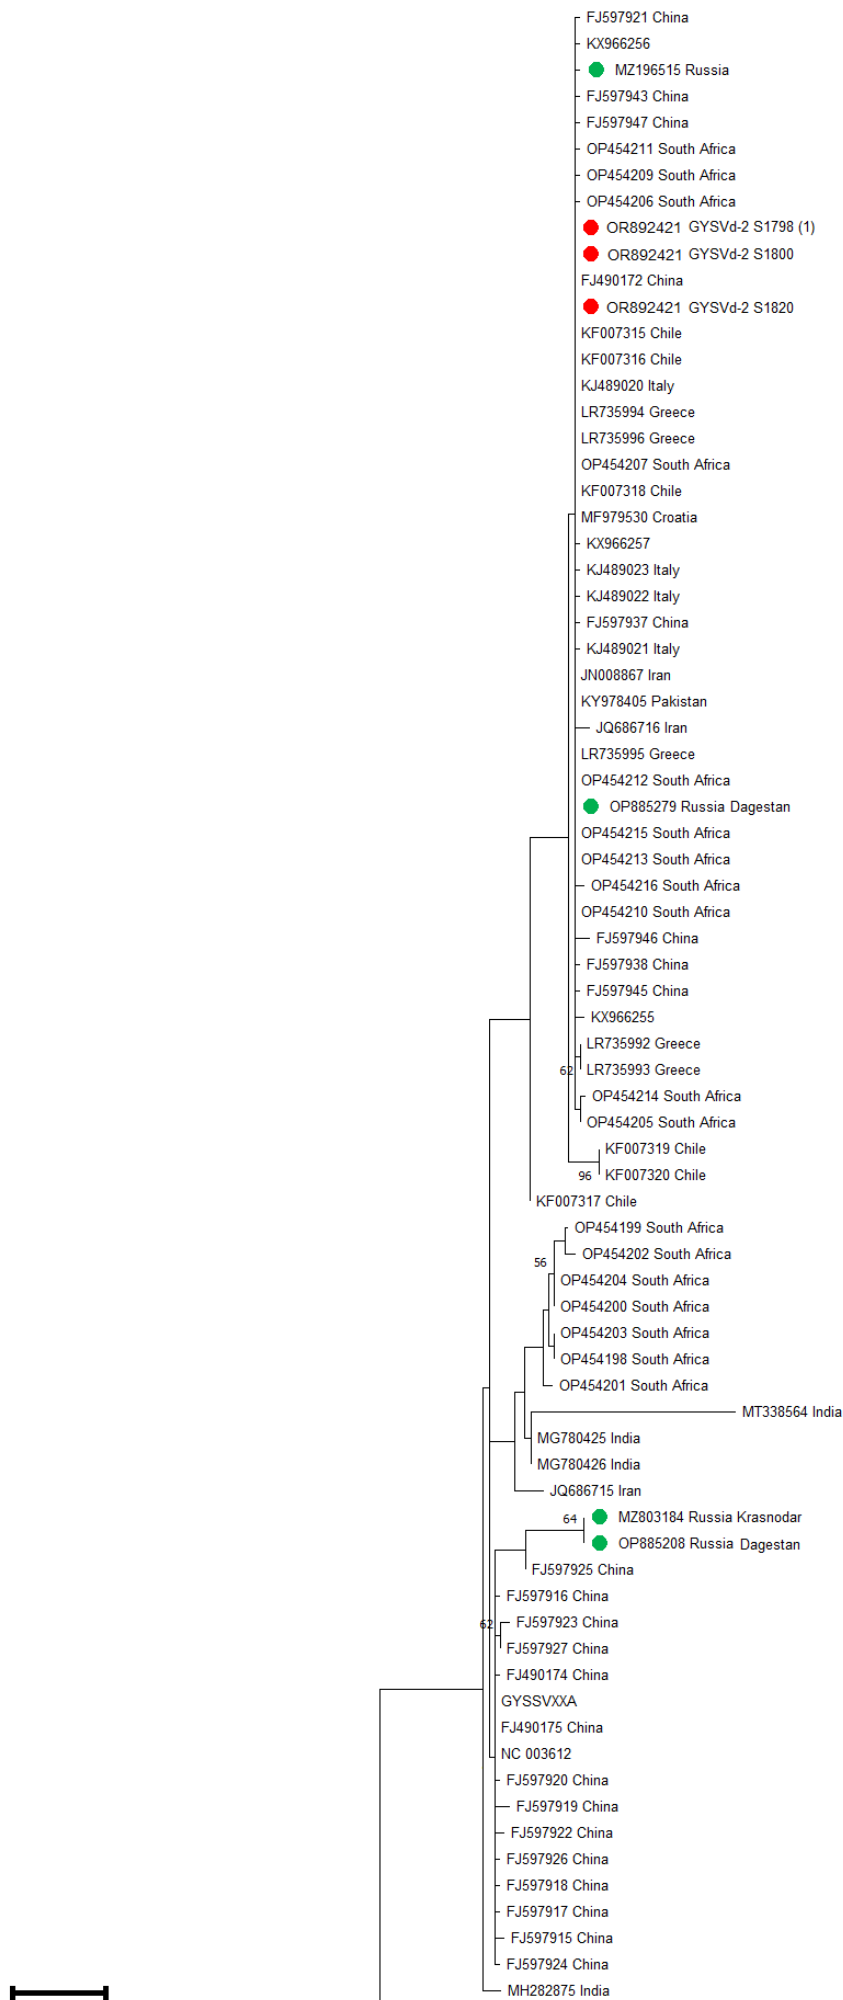 FJ597921 China
KX966256
MZ196515 Russia
FJ597943 China
FJ597947 China
OP454211 South Africa
OP454209 South Africa
OP454206 South Africa
OR892421 GYSVd-2 S1798 (1)
OR892421 GYSVd-2 S1800
FJ490172 China
OR892421 GYSVd-2 S1820
KF007315 Chile
KF007316 Chile
KJ489020 Italy
LR735994 Greece
LR735996 Greece
OP454207 South Africa
KF007318 Chile
MF979530 Croatia
KX966257
KJ489023 Italy
KJ489022 Italy
FJ597937 China
KJ489021 Italy
JN008867 Iran
KY978405 Pakistan
JQ686716 Iran
LR735995 Greece
OP454212 South Africa
OP885279 Russia Dagestan
OP454215 South Africa
OP454213 South Africa
OP454216 South Africa
OP454210 South Africa
FJ597946 China
FJ597938 China
FJ597945 China
KX966255
LR735992 Greece
62 LR735993 Greece
OP454214 South Africa
OP454205 South Africa
KF007319 Chile
96 KF007320 Chile
KF007317 Chile
OP454199 South Africa
OP454202 South Africa
56
OP454204 South Africa
OP454200 South Africa
OP454203 South Africa
OP454198 South Africa
OP454201 South Africa
MT338564 India
MG780425 India
MG780426 India
JQ686715 Iran
64 MZ803184 Russia Krasnodar
OP885208 Russia Dagestan
FJ597925 China
FJ597916 China
62 FJ597923 China
FJ597927 China
FJ490174 China
GYSSVXXA
FJ490175 China
NC 003612
FJ597920 China
FJ597919 China
FJ597922 China
FJ597926 China
FJ597918 China
FJ597917 China
FJ597915 China
FJ597924 China
MH282875 India